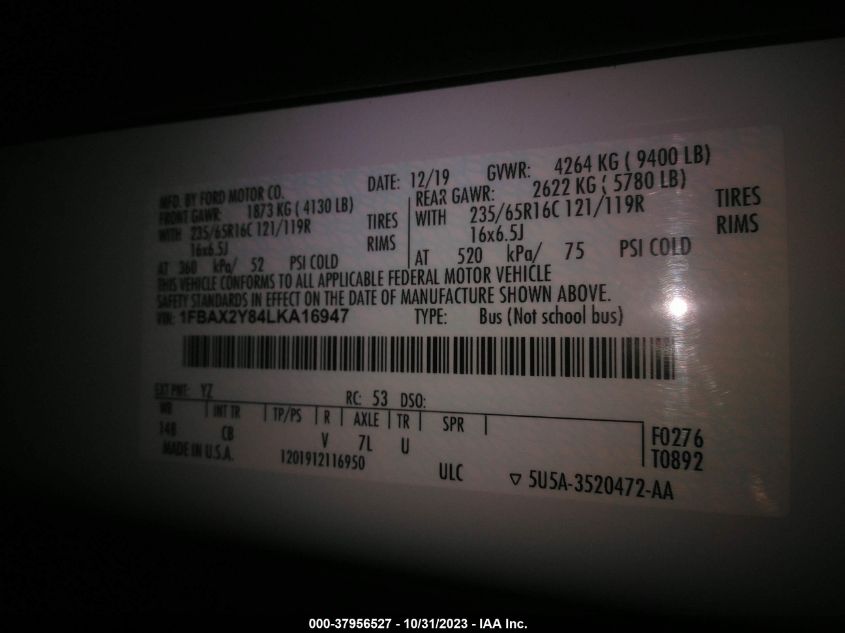 MFD. BY FORD MOTOR CO.
DATE: 12/19
GVWR: 4264 KG ( 9400 LB)
FRONT GAWR: 1873 KG ( 4130 LB)
REAR GAWR: 2622 KG ( 5780 LB)
WITH 235/65R16C 121/119R TIRES
WITH 235/65R16C 121/119R TIRES
16x6.5J RIMS
16x6.5J RIMS
AT 360 kPa/ 52 PSI COLD
AT 520 kPa/ 75 PSI COLD
THIS VEHICLE CONFORMS TO ALL APPLICABLE FEDERAL MOTOR VEHICLE
SAFETY STANDARDS IN EFFECT ON THE DATE OF MANUFACTURE SHOWN ABOVE.
VIN: 1FBAX2Y84LKA16947 TYPE: Bus (Not school bus)
EXT PNT: YZ RC: 53 DSO:
WB INT TR TP/PS R AXLE TR SPR
148 CB V 7L U
F0276
T0892
MADE IN U.S.A. 1201912116950 ULC ▽ 5U5A-3520472-AA
000-37956527 - 10/31/2023 - IAA Inc.